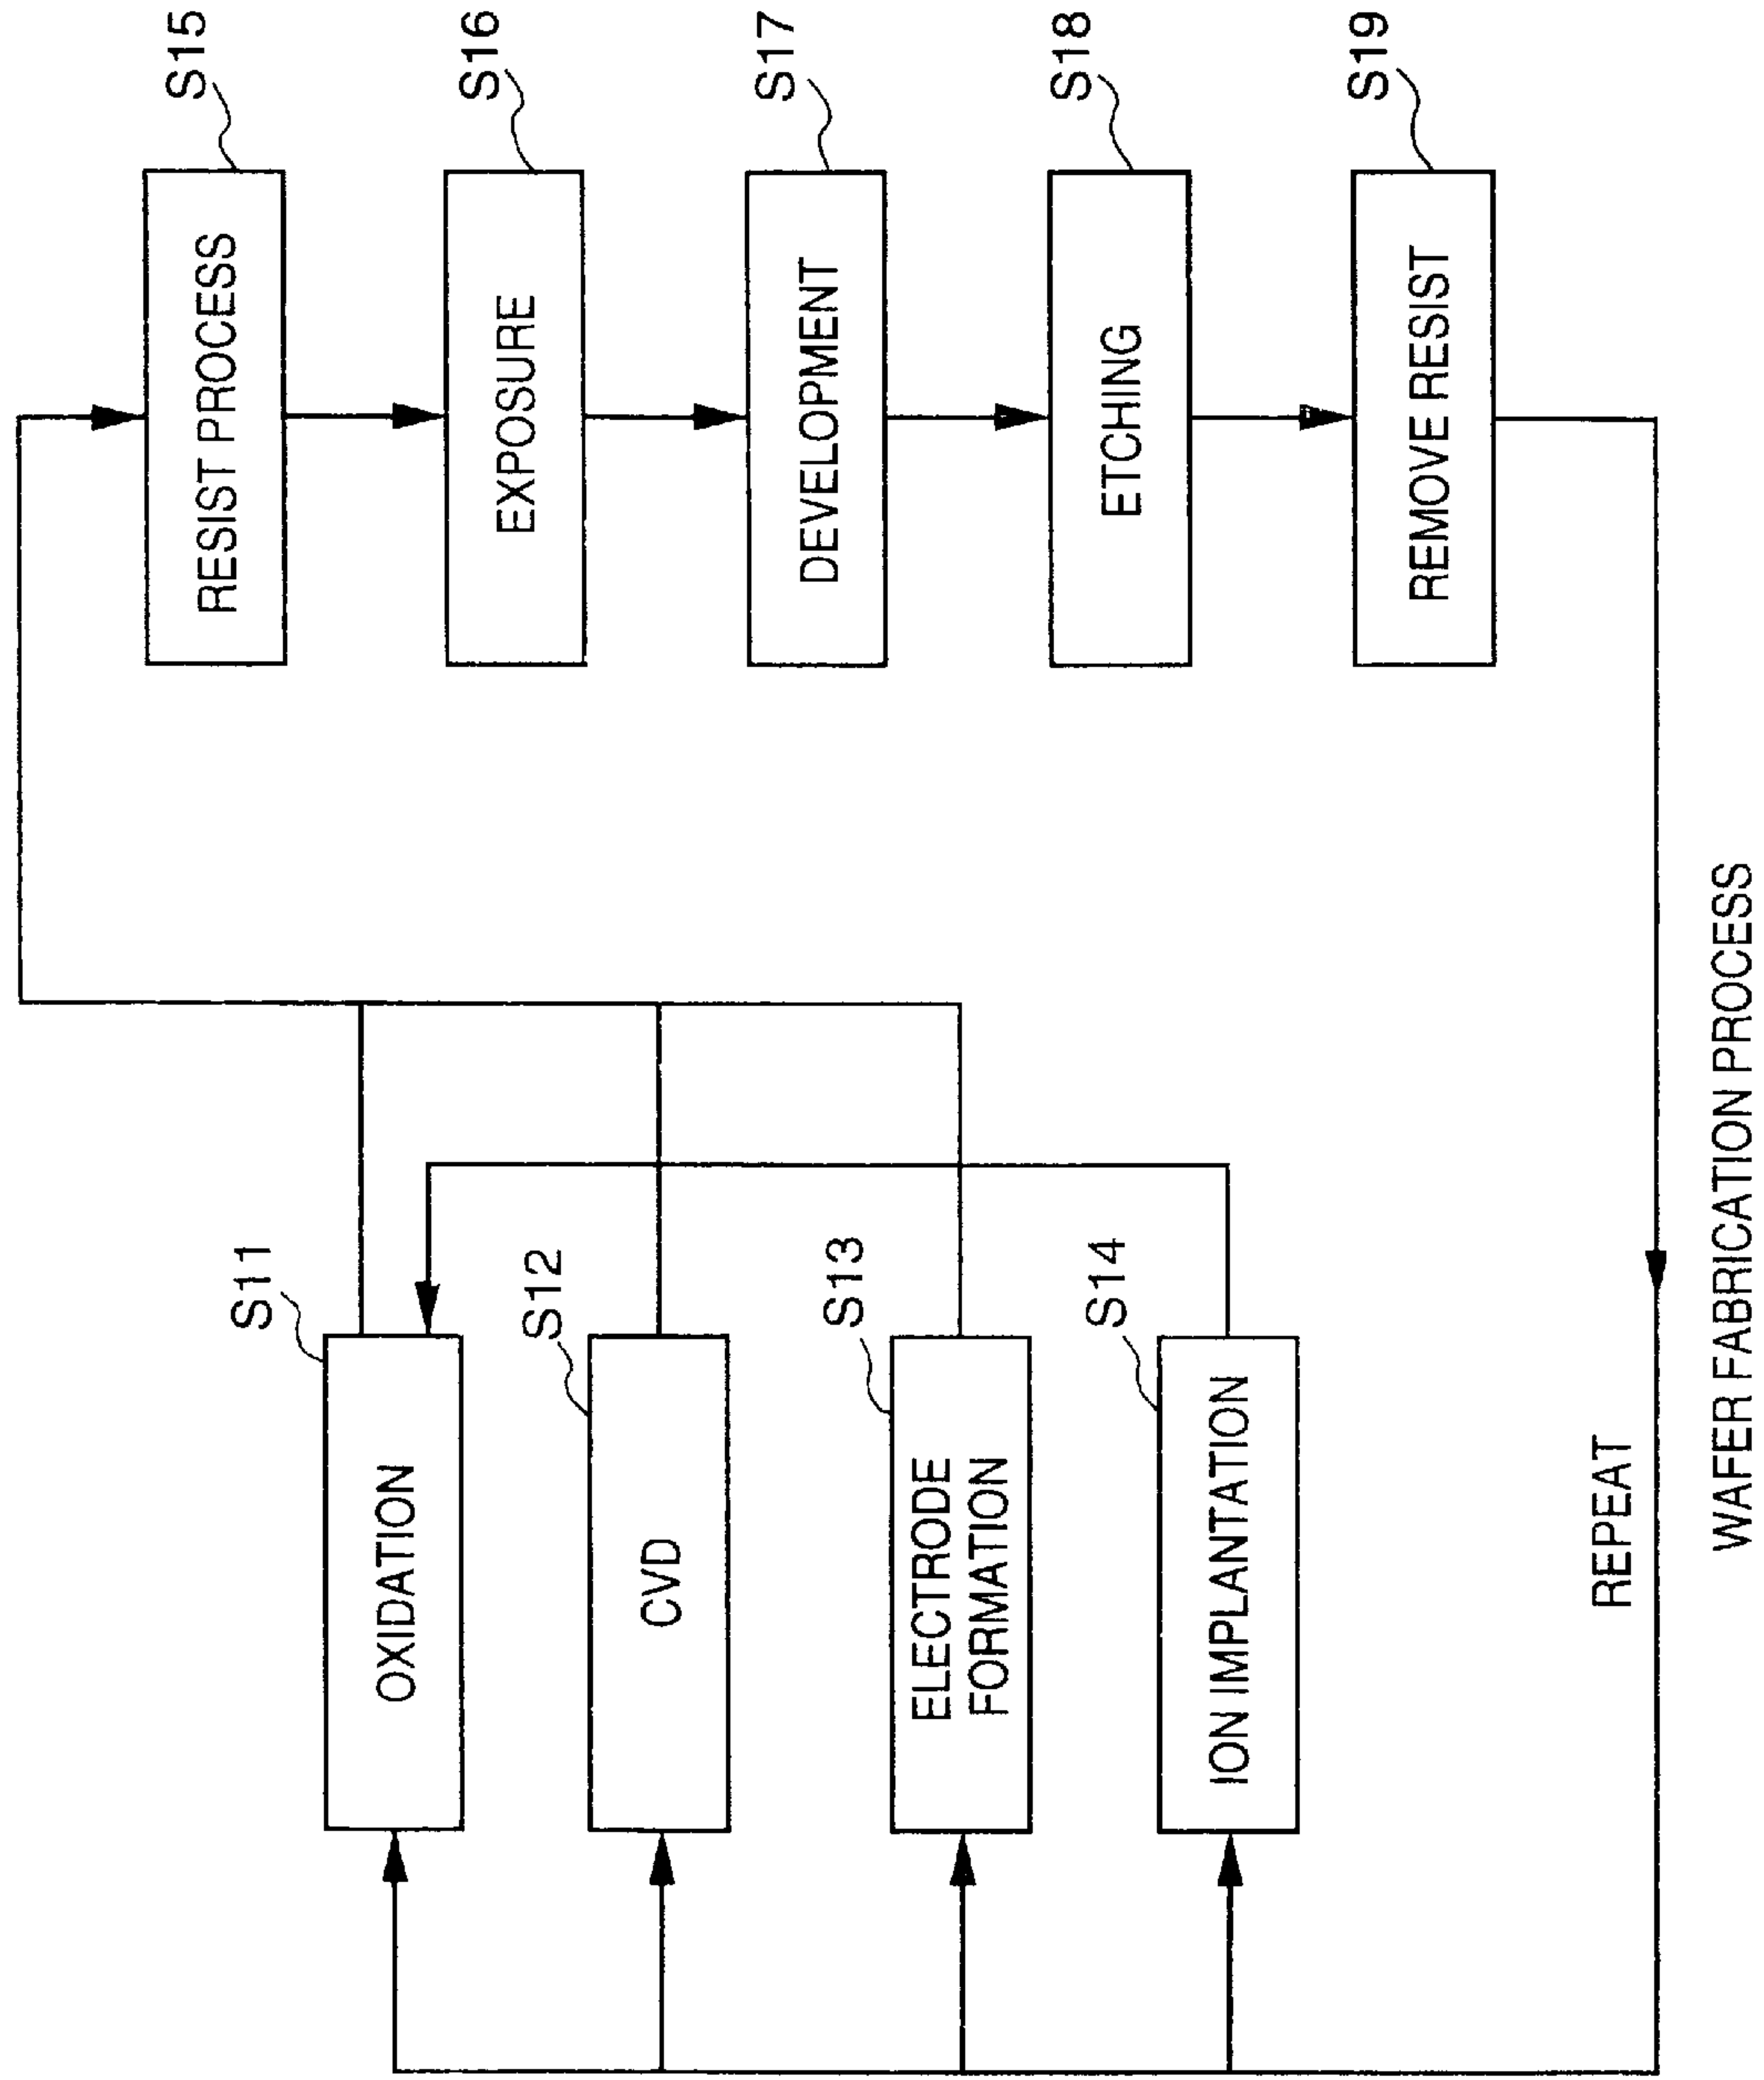 S11
OXIDATION
S12
CVD
S13
ELECTRODE
FORMATION
S14
ION IMPLANTATION
S15
RESIST PROCESS
S16
EXPOSURE
S17
DEVELOPMENT
S18
ETCHING
S19
REMOVE RESIST
REPEAT
WAFER FABRICATION PROCESS